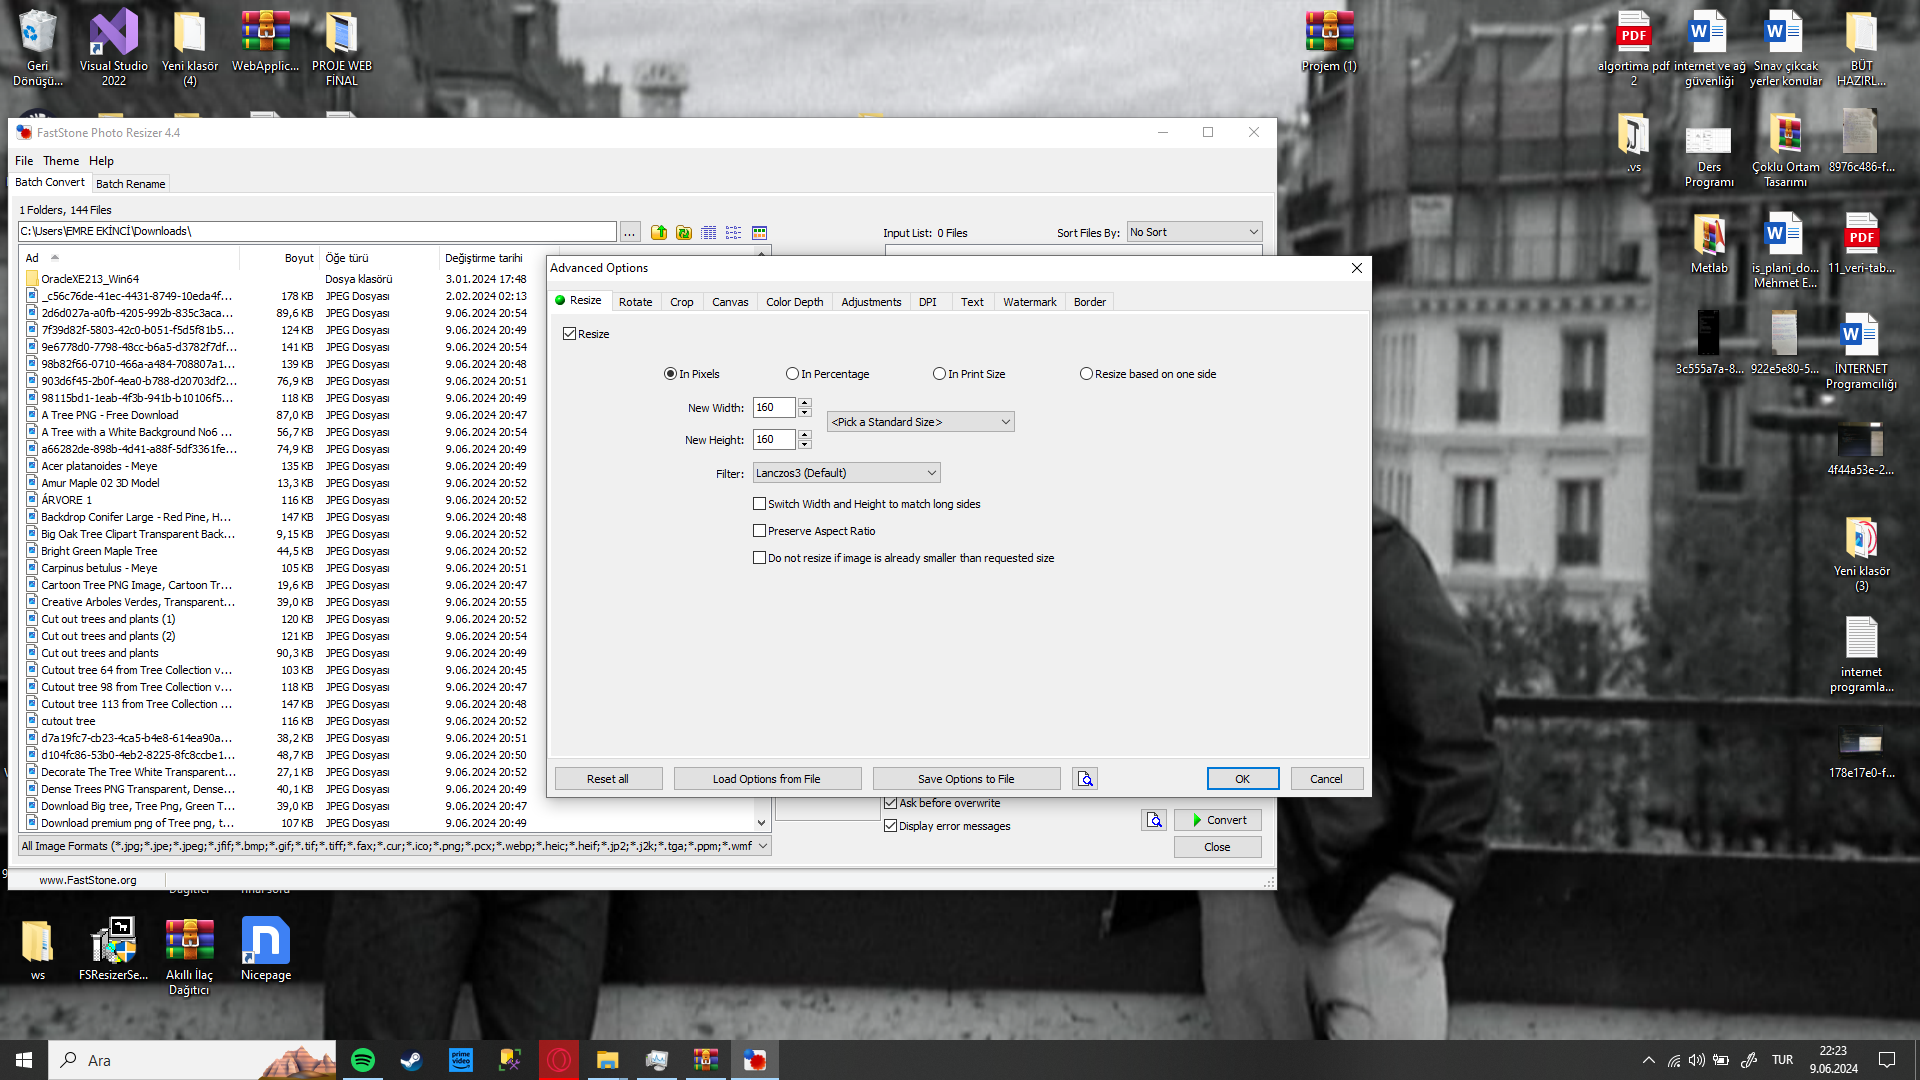 Geri Dönüşü...
Visual Studio 2022
Yeni klasör (4)
WebApplic...
PROJE WEB FİNAL
Projem (1)
algortima pdf 2
internet ve ağ güvenliği
Sınav çıkcak yerler konular
BÜT HAZIRL...
.vs
Ders Programı
Çoklu Ortam Tasarımı
8976c486-f...
Metlab
is_plani_do... Mehmet E...
11_veri-tab...
3c555a7a-8...
922e5e80-5...
İNTERNET Programcılığı
4f44a53e-2...
Yeni klasör (3)
internet programla...
178e17e0-f...
FastStone Photo Resizer 4.4
File Theme Help
Batch Convert Batch Rename
1 Folders, 144 Files
C:\Users\EMRE EKİNCİ\Downloads\ ...
Input List: 0 Files
Sort Files By: No Sort
Ad Boyut Öğe türü Değiştirme tarihi
OracleXE213_Win64 Dosya klasörü 3.01.2024 17:48
_c56c76de-41ec-4431-8749-10eda4f... 178 KB JPEG Dosyası 2.02.2024 02:13
2d6d027a-a0fb-4205-992b-835c3aca... 89,6 KB JPEG Dosyası 9.06.2024 20:54
7f39d82f-5803-42c0-b051-f5d5f81b5... 124 KB JPEG Dosyası 9.06.2024 20:49
9e6778d0-7798-48cc-b6a5-d3782f7df... 141 KB JPEG Dosyası 9.06.2024 20:54
98b82f66-0710-466a-a484-708807a1... 139 KB JPEG Dosyası 9.06.2024 20:48
903d6f45-2b0f-4ea0-b788-d20703df2... 76,9 KB JPEG Dosyası 9.06.2024 20:51
98115bd1-1eab-4f3b-941b-b10106f5... 118 KB JPEG Dosyası 9.06.2024 20:49
A Tree PNG - Free Download 87,0 KB JPEG Dosyası 9.06.2024 20:47
A Tree with a White Background No6 ... 56,7 KB JPEG Dosyası 9.06.2024 20:54
a66282de-898b-4d41-a88f-5df3361fe... 74,9 KB JPEG Dosyası 9.06.2024 20:49
Acer platanoides - Meye 135 KB JPEG Dosyası 9.06.2024 20:49
Amur Maple 02 3D Model 13,3 KB JPEG Dosyası 9.06.2024 20:52
ÁRVORE 1 116 KB JPEG Dosyası 9.06.2024 20:52
Backdrop Conifer Large - Red Pine, H... 147 KB JPEG Dosyası 9.06.2024 20:48
Big Oak Tree Clipart Transparent Back... 9,15 KB JPEG Dosyası 9.06.2024 20:52
Bright Green Maple Tree 44,5 KB JPEG Dosyası 9.06.2024 20:52
Carpinus betulus - Meye 105 KB JPEG Dosyası 9.06.2024 20:51
Cartoon Tree PNG Image, Cartoon Tr... 19,6 KB JPEG Dosyası 9.06.2024 20:47
Creative Arboles Verdes, Transparent... 39,0 KB JPEG Dosyası 9.06.2024 20:55
Cut out trees and plants (1) 120 KB JPEG Dosyası 9.06.2024 20:52
Cut out trees and plants (2) 121 KB JPEG Dosyası 9.06.2024 20:54
Cut out trees and plants 90,3 KB JPEG Dosyası 9.06.2024 20:49
Cutout tree 64 from Tree Collection v... 103 KB JPEG Dosyası 9.06.2024 20:45
Cutout tree 98 from Tree Collection v... 118 KB JPEG Dosyası 9.06.2024 20:47
Cutout tree 113 from Tree Collection ... 147 KB JPEG Dosyası 9.06.2024 20:48
cutout tree 116 KB JPEG Dosyası 9.06.2024 20:52
d7a19fc7-cb23-4ca5-b4e8-614ea90a... 38,2 KB JPEG Dosyası 9.06.2024 20:51
d104fc86-53b0-4eb2-8225-8fc8ccbe1... 48,7 KB JPEG Dosyası 9.06.2024 20:50
Decorate The Tree White Transparent... 27,1 KB JPEG Dosyası 9.06.2024 20:52
Dense Trees PNG Transparent, Dense... 40,1 KB JPEG Dosyası 9.06.2024 20:49
Download Big tree, Tree Png, Green T... 39,0 KB JPEG Dosyası 9.06.2024 20:47
Download premium png of Tree png, t... 107 KB JPEG Dosyası 9.06.2024 20:49
All Image Formats (*.jpg;*.jpe;*.jpeg;*.jfif;*.bmp;*.gif;*.tif;*.tiff;*.fax;*.cur;*.ico;*.png;*.pcx;*.webp;*.heic;*.heif;*.jp2;*.j2k;*.tga;*.ppm;*.wmf
Advanced Options
Resize Rotate Crop Canvas Color Depth Adjustments DPI Text Watermark Border
Resize
In Pixels In Percentage In Print Size Resize based on one side
New Width: 160
<Pick a Standard Size>
New Height: 160
Filter: Lanczos3 (Default)
Switch Width and Height to match long sides
Preserve Aspect Ratio
Do not resize if image is already smaller than requested size
Reset all Load Options from File Save Options to File OK Cancel
Ask before overwrite
Display error messages
Convert
Close
www.FastStone.org
ws
FSResizerSe...
Akıllı İlaç Dağıtıcı
Nicepage
Ara
prime video
TUR
22:23
9.06.2024